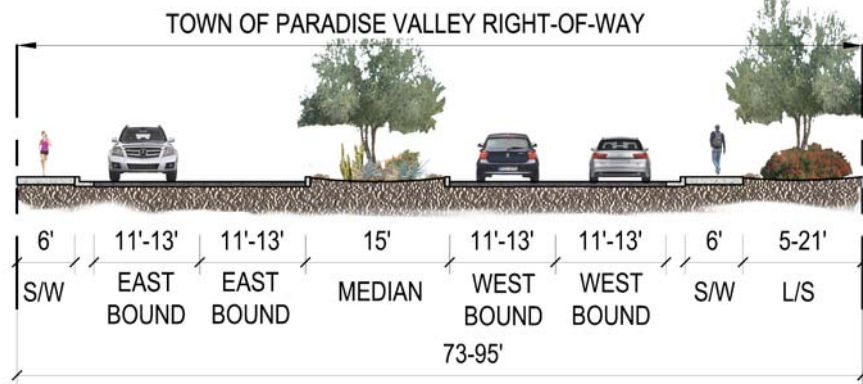 TOWN OF PARADISE VALLEY RIGHT-OF-WAY
6' 11'-13' 11'-13' 15' 11'-13' 11'-13' 6' 5-21'
S/W EAST BOUND EAST BOUND MEDIAN WEST BOUND WEST BOUND S/W L/S
73-95'